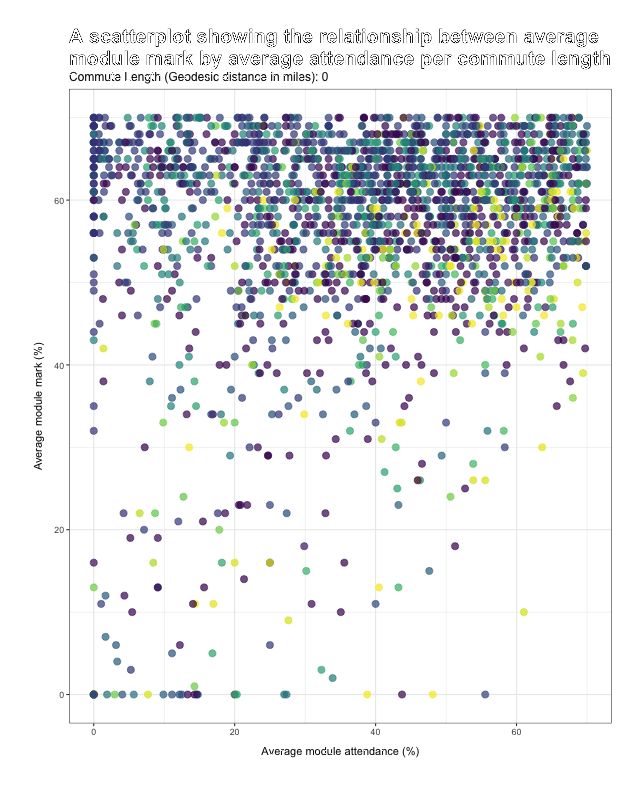 A scatterplot showing the relationship between average
module mark by average attendance per commute length
Commute Length (Geodesic distance in miles): 0
60
40
20
0
Average module mark (%)
0 20 40 60
Average module attendance (%)